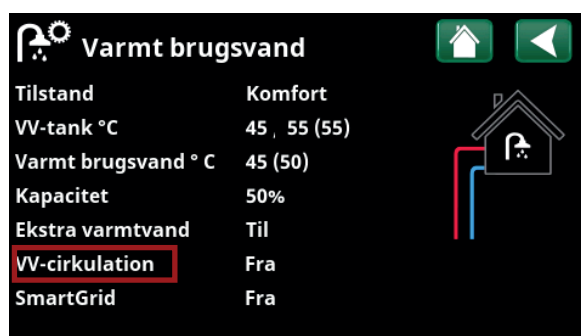 Varmt brugsvand
Tilstand Komfort
VV-tank °C 45 , 55 (55)
Varmt brugsvand ° C 45 (50)
Kapacitet 50%
Ekstra varmtvand Til
VV-cirkulation Fra
SmartGrid Fra